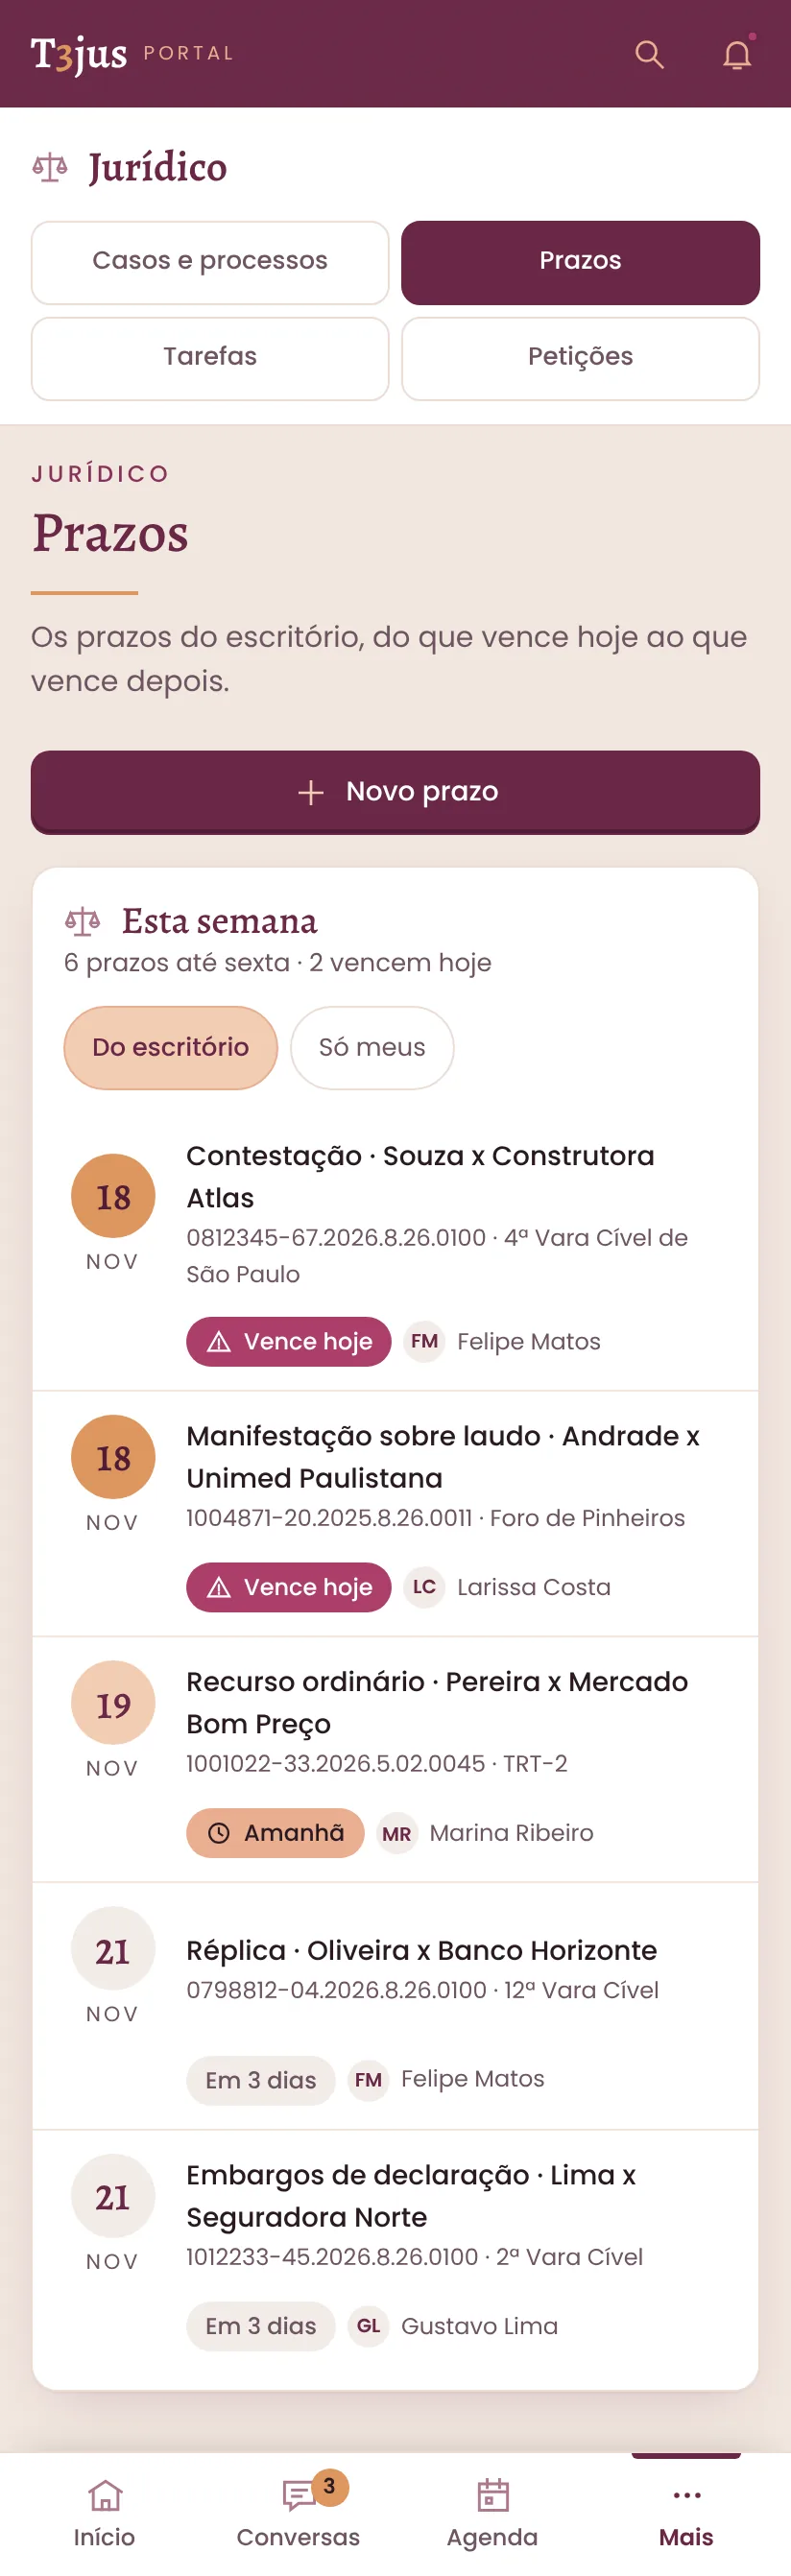 T3jus PORTAL
Jurídico
Casos e processos
Prazos
Tarefas
Petições
JURÍDICO
Prazos
Os prazos do escritório, do que vence hoje ao que
vence depois.
Novo prazo
Esta semana
6 prazos até sexta · 2 vencem hoje
Do escritório
Só meus
18
NOV
Contestação · Souza x Construtora
Atlas
0812345-67.2026.8.26.0100 · 4ª Vara Cível de
São Paulo
Vence hoje
FM
Felipe Matos
18
NOV
Manifestação sobre laudo · Andrade x
Unimed Paulistana
1004871-20.2025.8.26.0011 · Foro de Pinheiros
Vence hoje
LC
Larissa Costa
19
NOV
Recurso ordinário · Pereira x Mercado
Bom Preço
1001022-33.2026.5.02.0045 · TRT-2
Amanhã
MR
Marina Ribeiro
21
NOV
Réplica · Oliveira x Banco Horizonte
0798812-04.2026.8.26.0100 · 12ª Vara Cível
Em 3 dias
FM
Felipe Matos
21
NOV
Embargos de declaração · Lima x
Seguradora Norte
1012233-45.2026.8.26.0100 · 2ª Vara Cível
Em 3 dias
GL
Gustavo Lima
Início
3
Conversas
Agenda
Mais